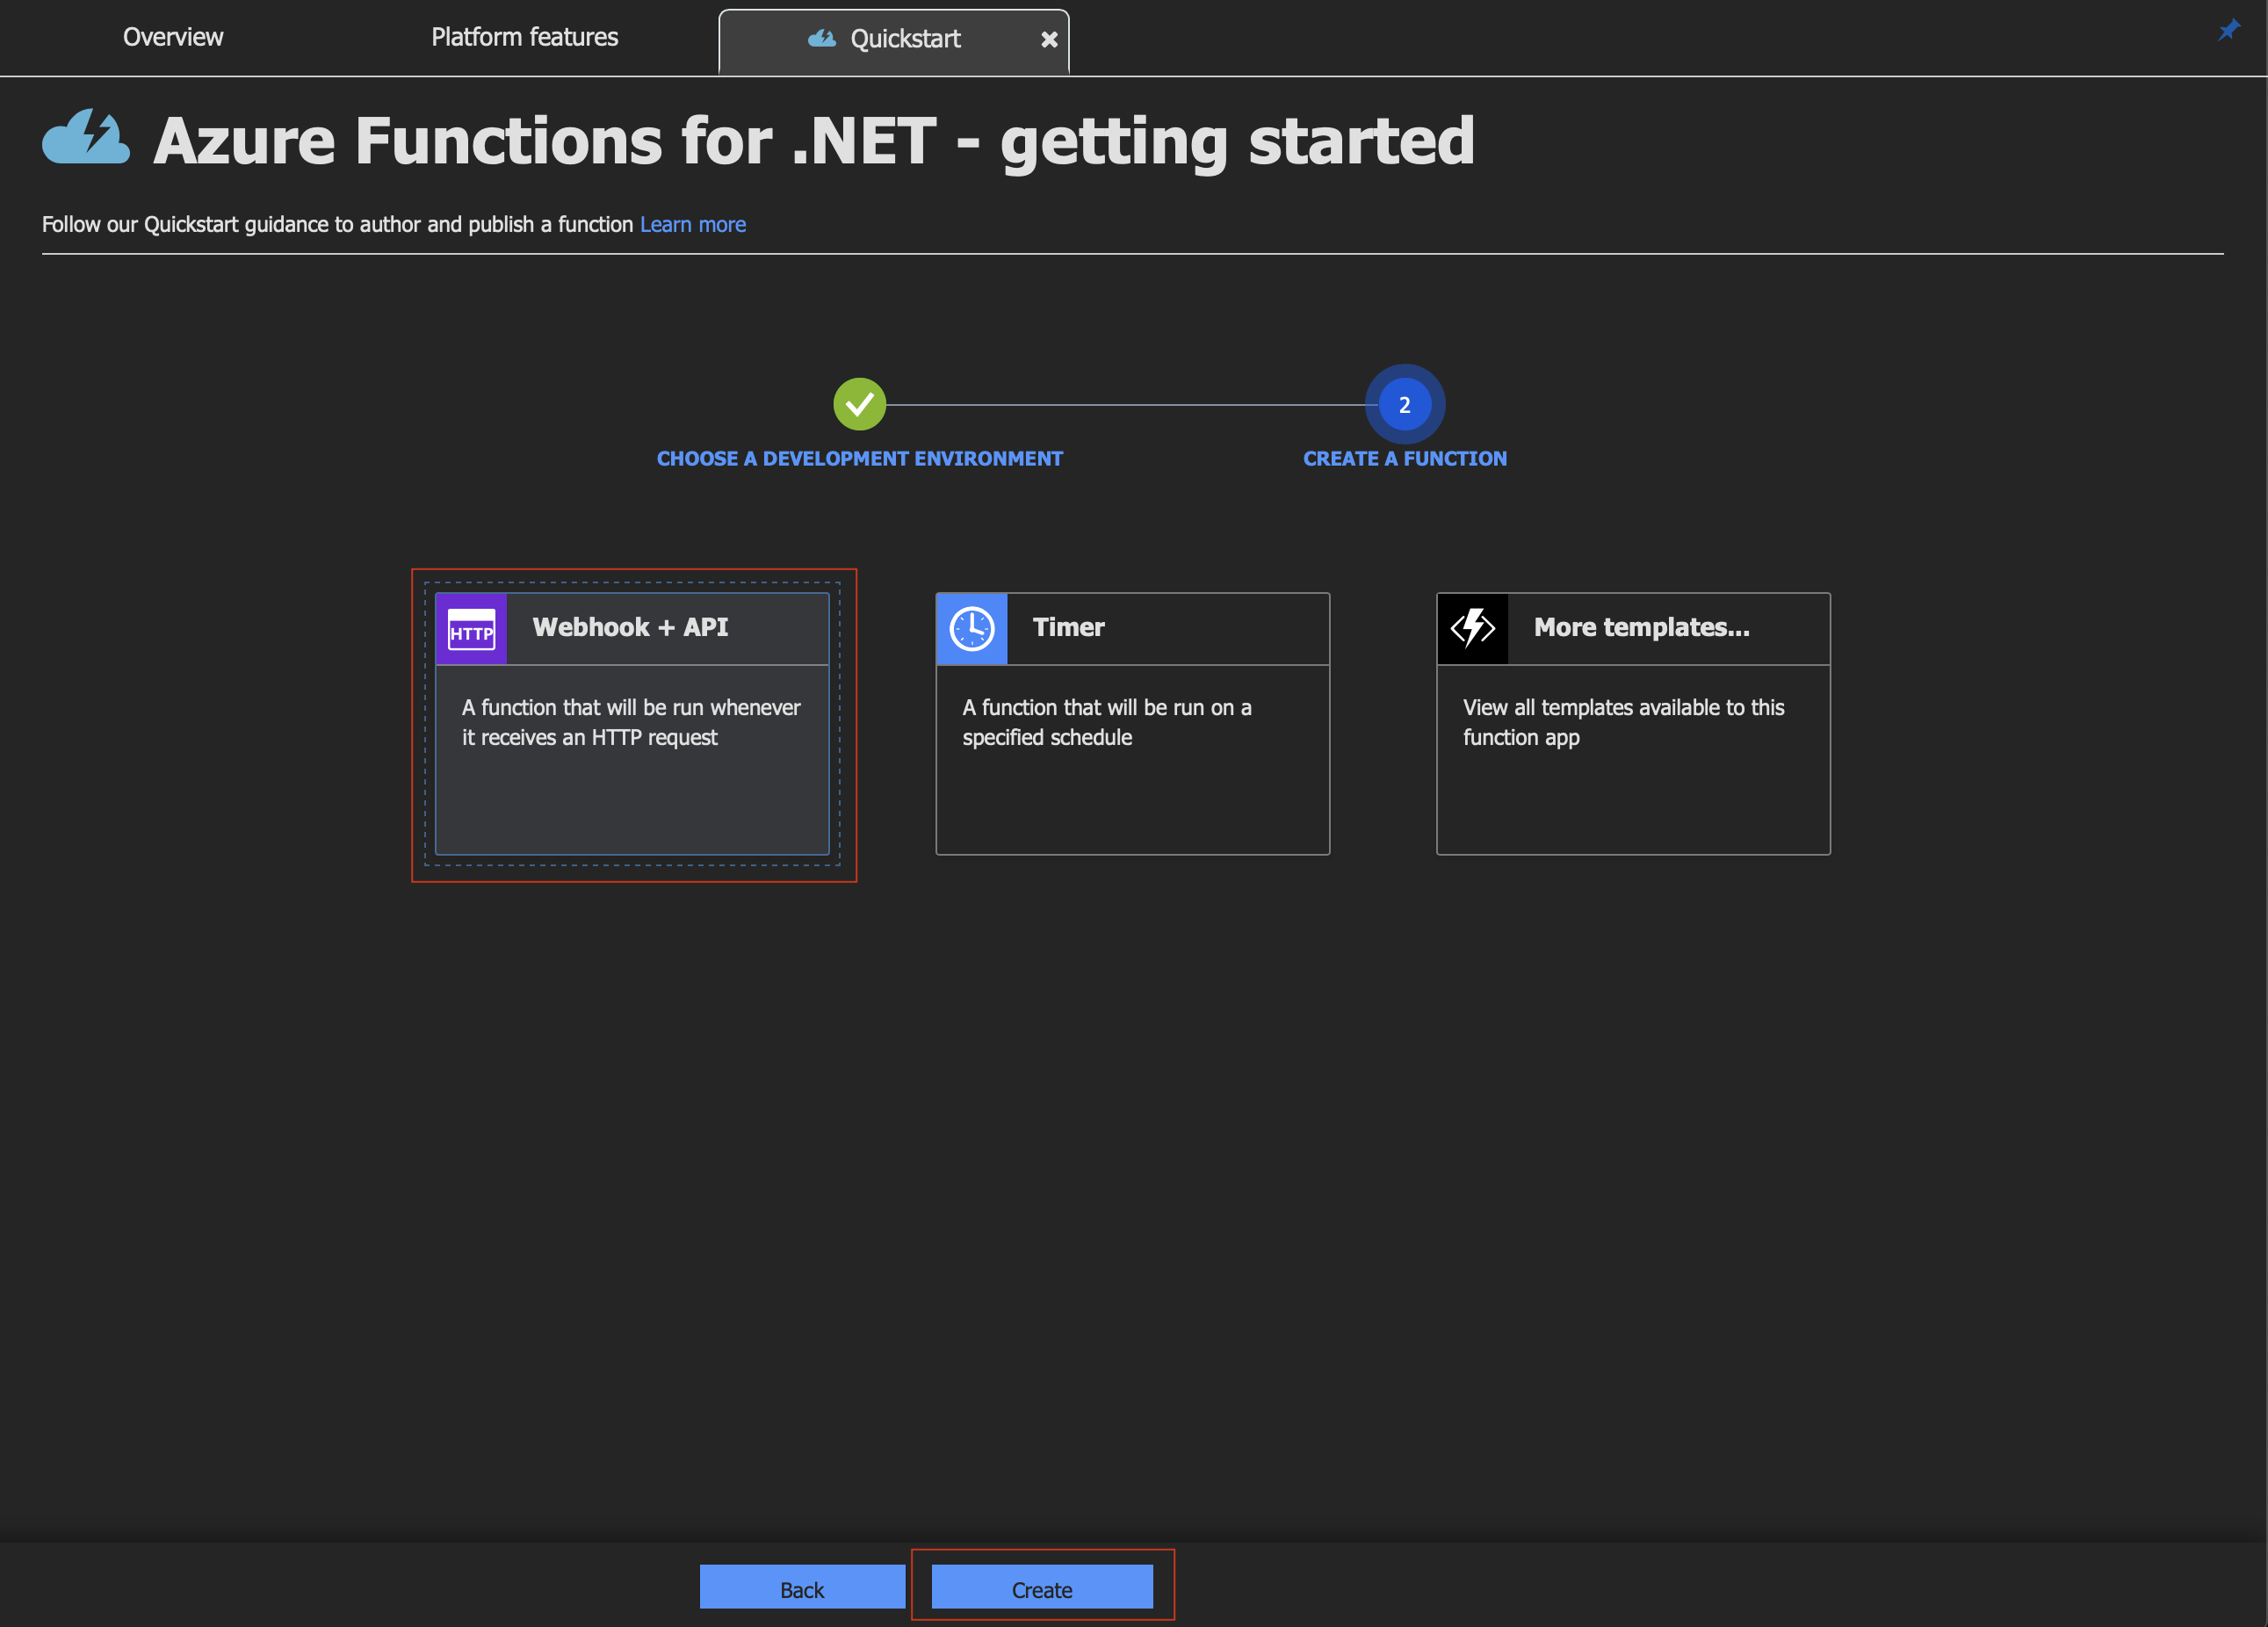 Overview
Platform features
Quickstart
Azure Functions for .NET - getting started
Follow our Quickstart guidance to author and publish a function Learn more
2
CHOOSE A DEVELOPMENT ENVIRONMENT
CREATE A FUNCTION
HTTP
Webhook + API
A function that will be run whenever
it receives an HTTP request
Timer
A function that will be run on a
specified schedule
More templates...
View all templates available to this
function app
Back
Create